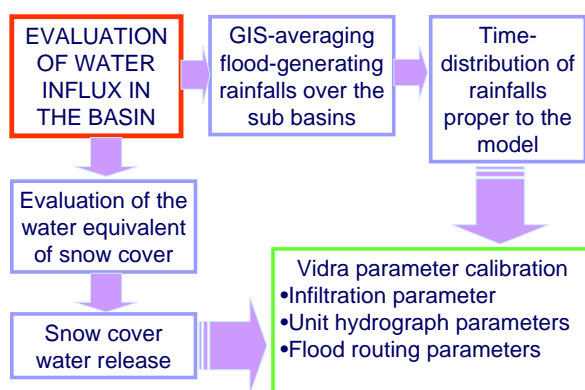 EVALUATION
OF WATER
INFLUX IN
THE BASIN
GIS-averaging
flood-generating
rainfalls over the
sub basins
Time-
distribution of
rainfalls
proper to the
model
Evaluation of the
water equivalent
of snow cover
Snow cover
water release
Vidra parameter calibration
•Infiltration parameter
•Unit hydrograph parameters
•Flood routing parameters